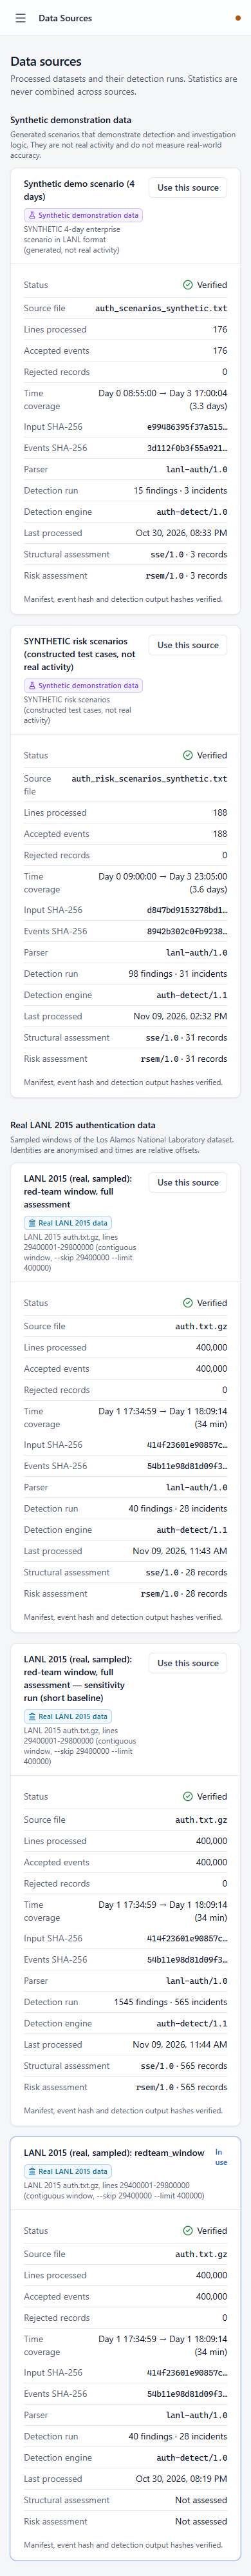 Data Sources
Data sources
Processed datasets and their detection runs. Statistics are
never combined across sources.
Synthetic demonstration data
Generated scenarios that demonstrate detection and investigation
logic. They are not real activity and do not measure real-world
accuracy.
Synthetic demo scenario (4
days)
Use this source
Synthetic demonstration data
SYNTHETIC 4-day enterprise
scenario in LANL format
(generated, not real activity)
Status Verified
Source file auth_scenarios_synthetic.txt
Lines processed 176
Accepted events 176
Rejected records 0
Time
coverage
Day 0 08:55:00 → Day 3 17:00:04
(3.3 days)
Input SHA-256 e99486395f37a515…
Events SHA-256 3d112f0b3f55a921…
Parser lanl-auth/1.0
Detection run 15 findings · 3 incidents
Detection engine auth-detect/1.0
Last processed Oct 30, 2026, 08:33 PM
Structural assessment sse/1.0 · 3 records
Risk assessment rsem/1.0 · 3 records
Manifest, event hash and detection output hashes verified.
SYNTHETIC risk scenarios
(constructed test cases, not
real activity)
Use this source
Synthetic demonstration data
SYNTHETIC risk scenarios
(constructed test cases, not real
activity)
Status Verified
Source
file
auth_risk_scenarios_synthetic.txt
Lines processed 188
Accepted events 188
Rejected records 0
Time
coverage
Day 0 09:00:00 → Day 3 23:05:00
(3.6 days)
Input SHA-256 d847bd9153278bd1…
Events SHA-256 8942b302c0fb9238…
Parser lanl-auth/1.0
Detection run 98 findings · 31 incidents
Detection engine auth-detect/1.1
Last processed Nov 09, 2026, 02:32 PM
Structural assessment sse/1.0 · 31 records
Risk assessment rsem/1.0 · 31 records
Manifest, event hash and detection output hashes verified.
Real LANL 2015 authentication data
Sampled windows of the Los Alamos National Laboratory dataset.
Identities are anonymised and times are relative offsets.
LANL 2015 (real, sampled):
red-team window, full
assessment
Use this source
Real LANL 2015 data
LANL 2015 auth.txt.gz, lines
29400001-29800000 (contiguous
window, --skip 29400000 --limit
400000)
Status Verified
Source file auth.txt.gz
Lines processed 400,000
Accepted events 400,000
Rejected records 0
Time
coverage
Day 1 17:34:59 → Day 1 18:09:14
(34 min)
Input SHA-256 414f23601e90857c…
Events SHA-256 54b11e98d81d09f3…
Parser lanl-auth/1.0
Detection run 40 findings · 28 incidents
Detection engine auth-detect/1.1
Last processed Nov 09, 2026, 11:43 AM
Structural assessment sse/1.0 · 28 records
Risk assessment rsem/1.0 · 28 records
Manifest, event hash and detection output hashes verified.
LANL 2015 (real, sampled):
red-team window, full
assessment — sensitivity
run (short baseline)
Use this source
Real LANL 2015 data
LANL 2015 auth.txt.gz, lines
29400001-29800000 (contiguous
window, --skip 29400000 --limit
400000)
Status Verified
Source file auth.txt.gz
Lines processed 400,000
Accepted events 400,000
Rejected records 0
Time
coverage
Day 1 17:34:59 → Day 1 18:09:14
(34 min)
Input SHA-256 414f23601e90857c…
Events SHA-256 54b11e98d81d09f3…
Parser lanl-auth/1.0
Detection run 1545 findings · 565 incidents
Detection engine auth-detect/1.1
Last processed Nov 09, 2026, 11:44 AM
Structural assessment sse/1.0 · 565 records
Risk assessment rsem/1.0 · 565 records
Manifest, event hash and detection output hashes verified.
LANL 2015 (real, sampled): redteam_window
In
use
Real LANL 2015 data
LANL 2015 auth.txt.gz, lines 29400001-29800000
(contiguous window, --skip 29400000 --limit 400000)
Status Verified
Source file auth.txt.gz
Lines processed 400,000
Accepted events 400,000
Rejected records 0
Time
coverage
Day 1 17:34:59 → Day 1 18:09:14
(34 min)
Input SHA-256 414f23601e90857c…
Events SHA-256 54b11e98d81d09f3…
Parser lanl-auth/1.0
Detection run 40 findings · 28 incidents
Detection engine auth-detect/1.0
Last processed Oct 30, 2026, 08:19 PM
Structural assessment Not assessed
Risk assessment Not assessed
Manifest, event hash and detection output hashes verified.